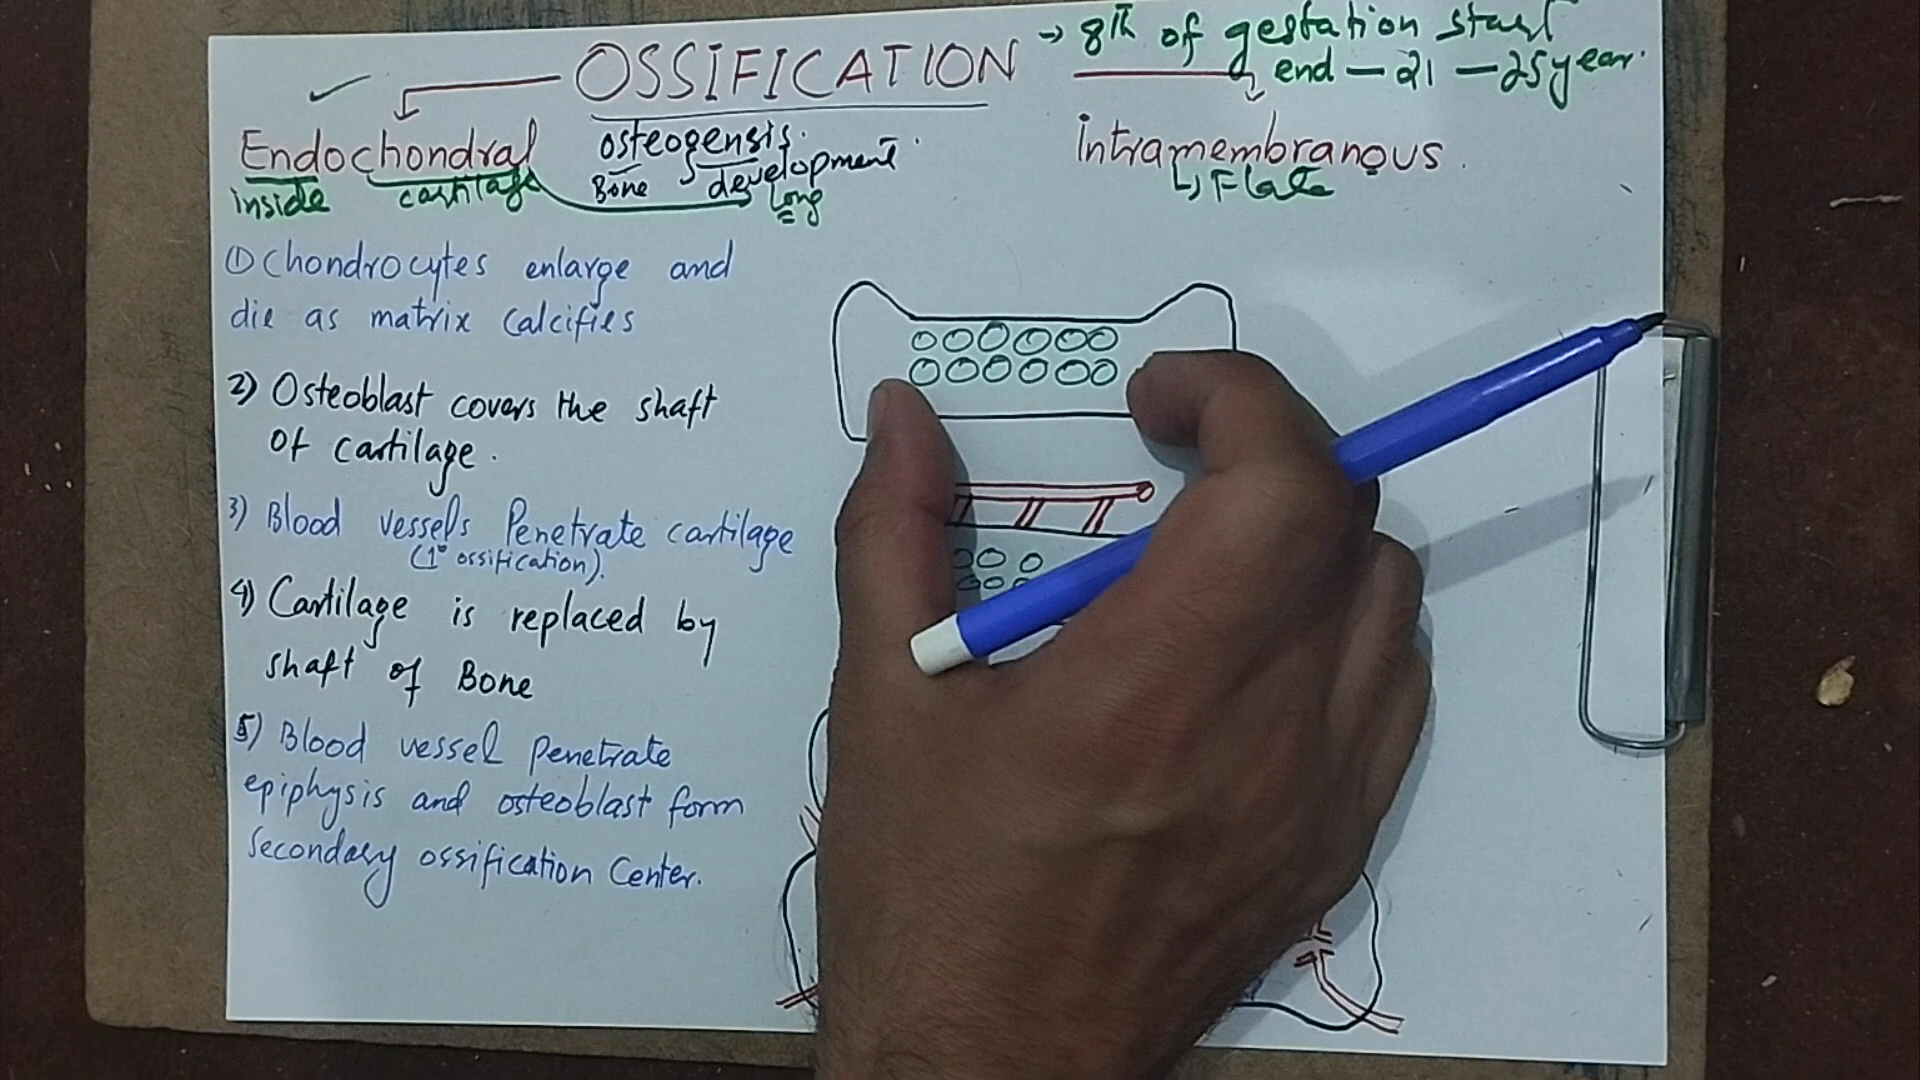 → 8th of gestation start
OSSIFICATION
end — 21 — 25 year.
Endochondral
osteogensis.
Intramembranous.
inside cartilage
Bone development
Long
↳ Flate
① Chondrocytes enlarge and
die as matrix calcifies
2) Osteoblast covers the shaft
of cartilage.
3) Blood vessels Penetrate cartilage
(1° ossification).
4) Cartilage is replaced by
shaft of Bone
5) Blood vessel penetrate
epiphysis and osteoblast form
Secondary ossification Center.